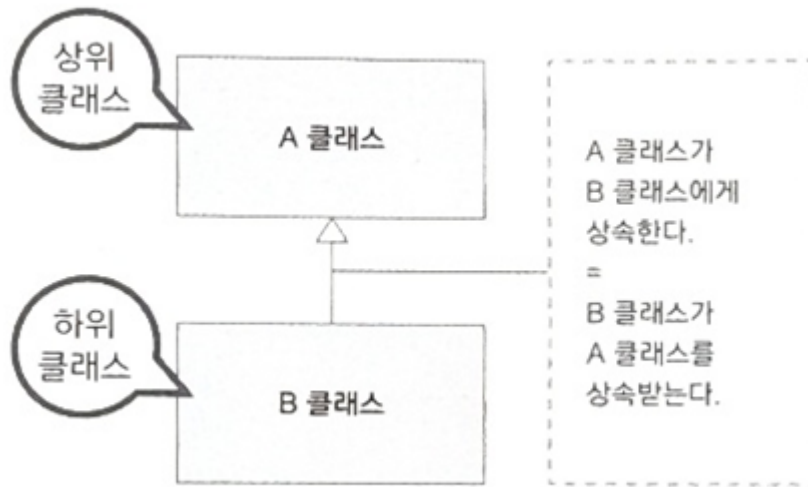 상위
클래스
A 클래스
A 클래스가
B 클래스에게
상속한다.
=
B 클래스가
A 클래스를
상속받는다.
하위
클래스
B 클래스